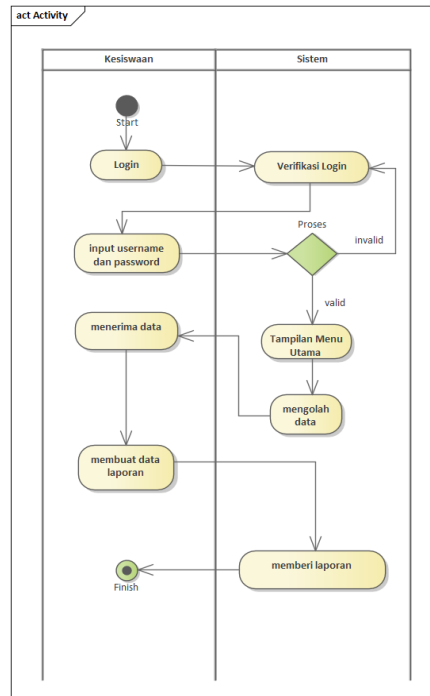 act Activity
Kesiswaan
Sistem
Start
Login
Verifikasi Login
input username
dan password
Proses
invalid
valid
menerima data
Tampilan Menu
Utama
mengolah
data
membuat data
laporan
memberi laporan
Finish